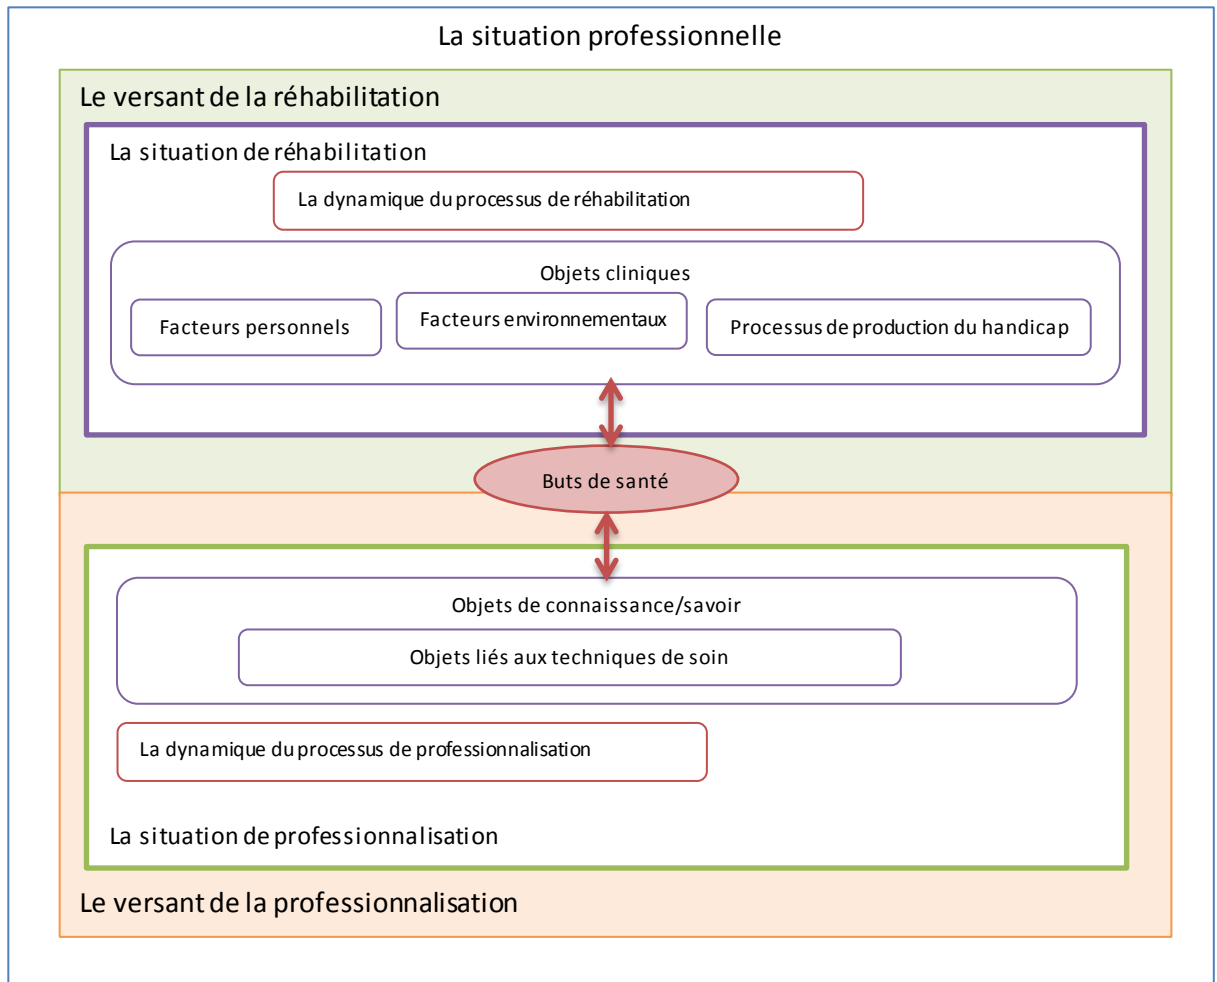 La situation professionnelle
Le versant de la réhabilitation
La situation de réhabilitation
La dynamique du processus de réhabilitation
Objets cliniques
Facteurs personnels
Facteurs environnementaux
Processus de production du handicap
Buts de santé
Objets de connaissance/savoir
Objets liés aux techniques de soin
La dynamique du processus de professionnalisation
La situation de professionnalisation
Le versant de la professionnalisation